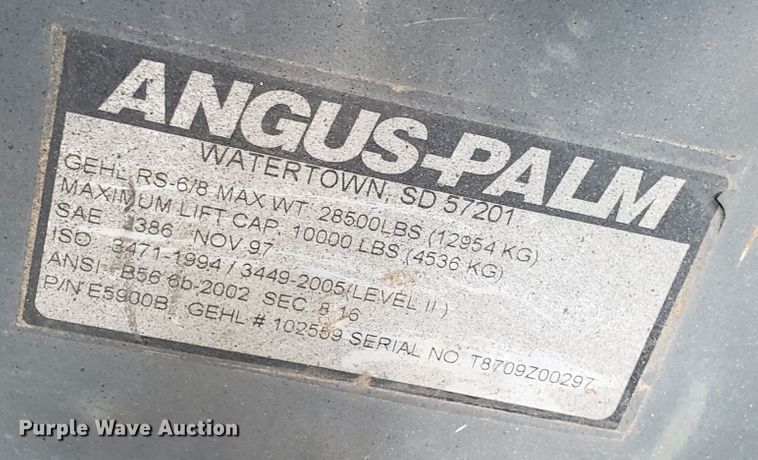 ANGUS-PALM
WATERTOWN, SD 57201
GEHL RS-6/8 MAX WT. 28500LBS (12954 KG)
MAXIMUM LIFT CAP. 10000 LBS (4536 KG)
SAE J386 NOV 97
ISO 3471-1994 / 3449-2005(LEVEL II)
ANSI B56.6b-2002 SEC. 8.16
P/N E5900B GEHL # 102589 SERIAL NO. T8709Z00297
Purple Wave Auction